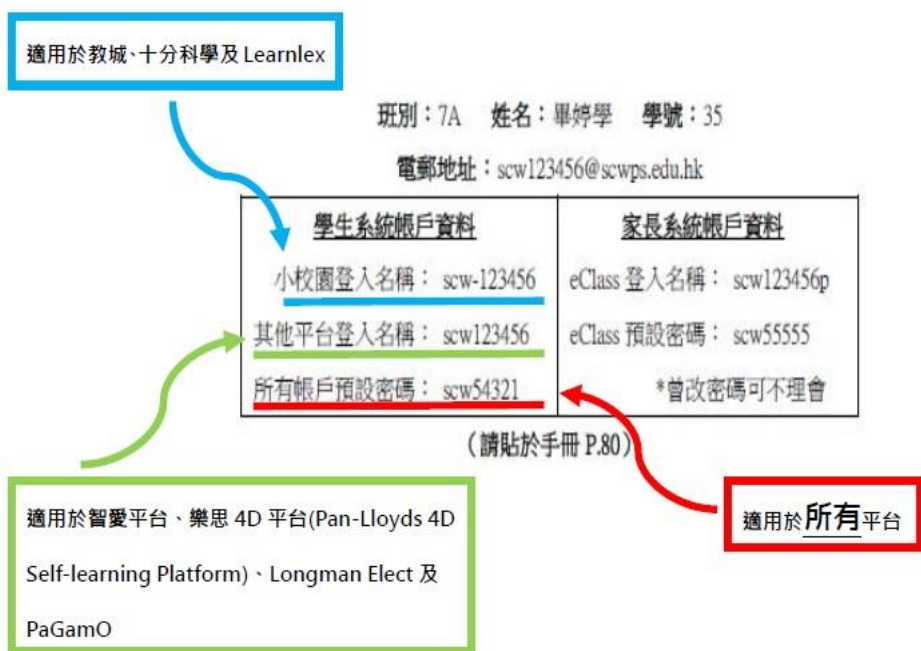 適用於教城、十分科學及 Learnlex
班別：7A 姓名：畢婷學 學號：35
電郵地址：scw123456@scwps.edu.hk
學生系統帳戶資料
小校園登入名稱： scw-123456
其他平台登入名稱： scw123456
所有帳戶預設密碼： scw54321
家長系統帳戶資料
eClass 登入名稱： scw123456p
eClass 預設密碼： scw55555
*曾改密碼可不理會
（請貼於手冊 P.80）
適用於智愛平台、樂思 4D 平台(Pan-Lloyds 4D
Self-learning Platform)、Longman Elect 及
PaGamO
適用於所有平台